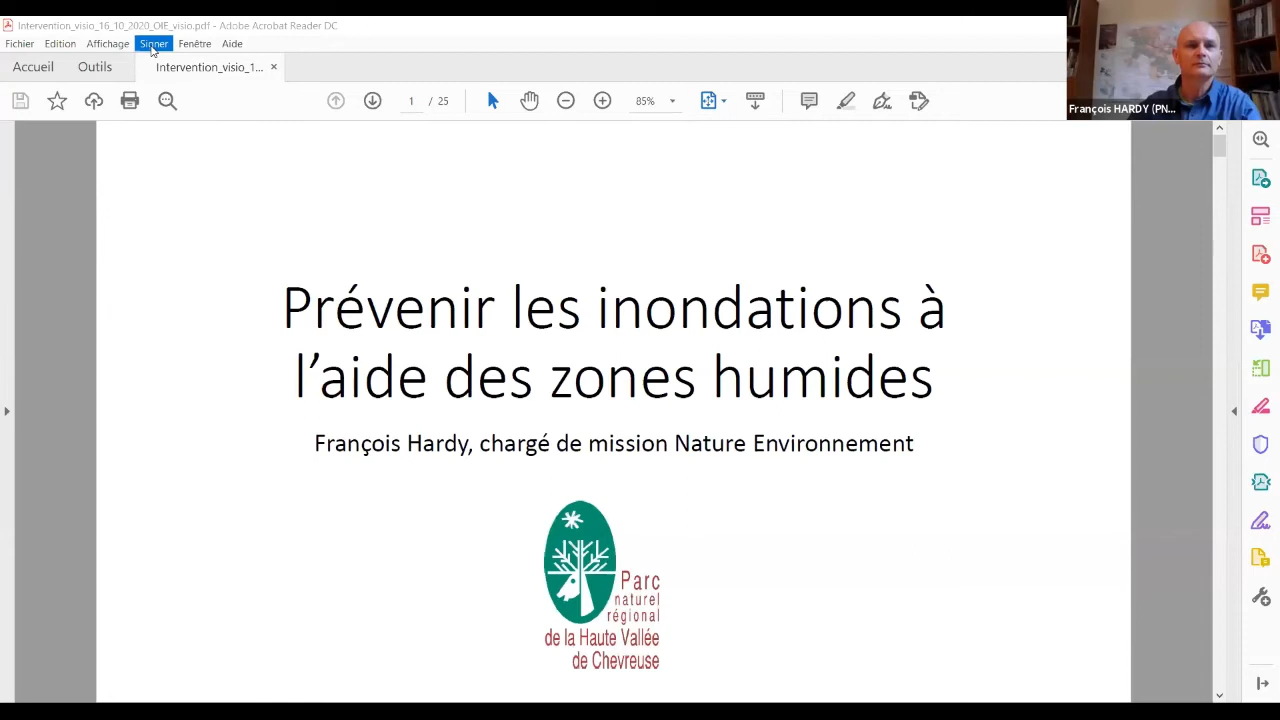 Intervention_visio_16_10_2020_OIE_visio.pdf - Adobe Acrobat Reader DC
Fichier Edition Affichage Signer Fenêtre Aide
Accueil Outils Intervention_visio_1... ×
1 / 25 85%
François HARDY (PN...
Prévenir les inondations à
l’aide des zones humides
François Hardy, chargé de mission Nature Environnement
Parc
naturel
régional
de la Haute Vallée
de Chevreuse